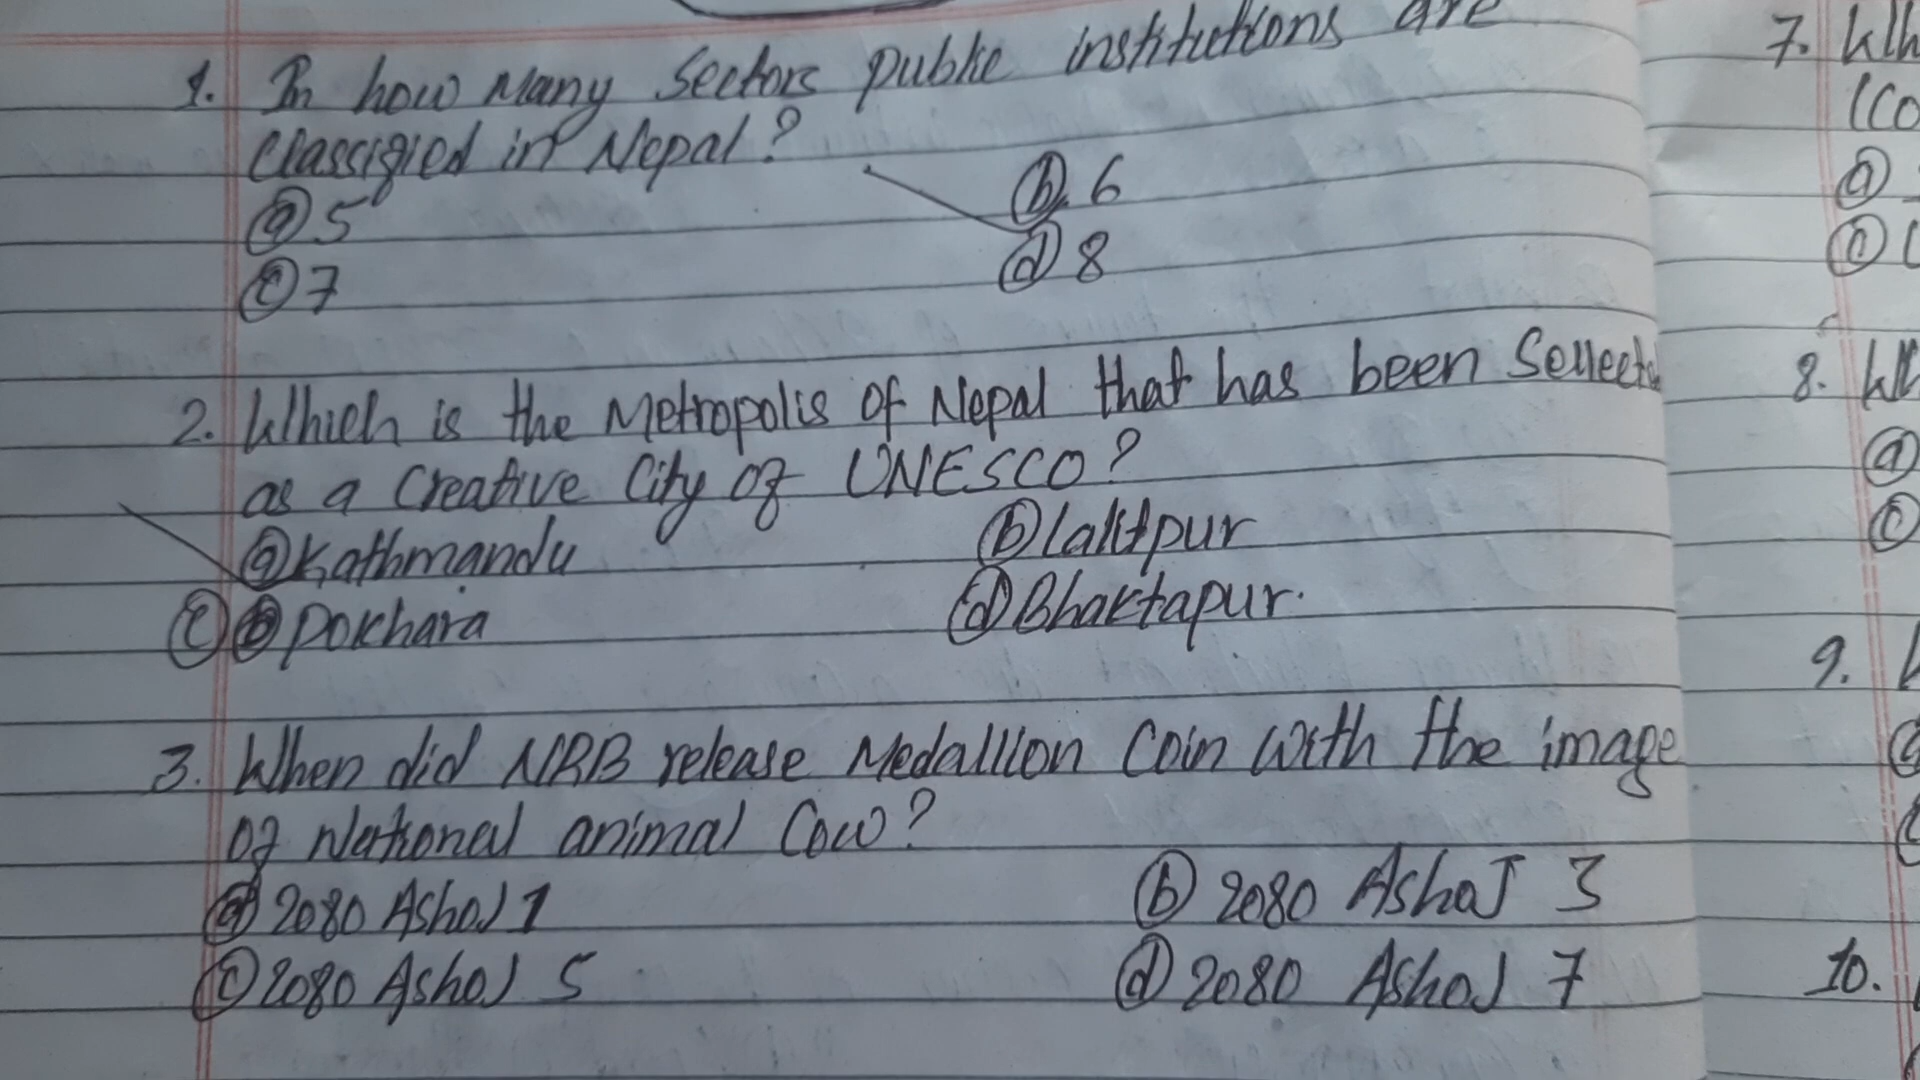 1. In how Many Sectors public institutions are
classified in Nepal?
(a) 5
(b) 6
(c) 7
(d) 8
2. Which is the Metropolis of Nepal that has been Sellected
as a Creative City of UNESCO?
(a) Kathmandu
(b) Lalitpur
(c) Pokhara
(d) Bhaktapur.
3. When did NRB release Medallion Coin with the image
of National animal Cow?
(a) 2080 Ashoj 1
(b) 2080 Ashoj 3
(c) 2080 Ashoj 5
(d) 2080 Ashoj 7
7.
(a)
(c)
8.
(a)
(c)
9.
10.